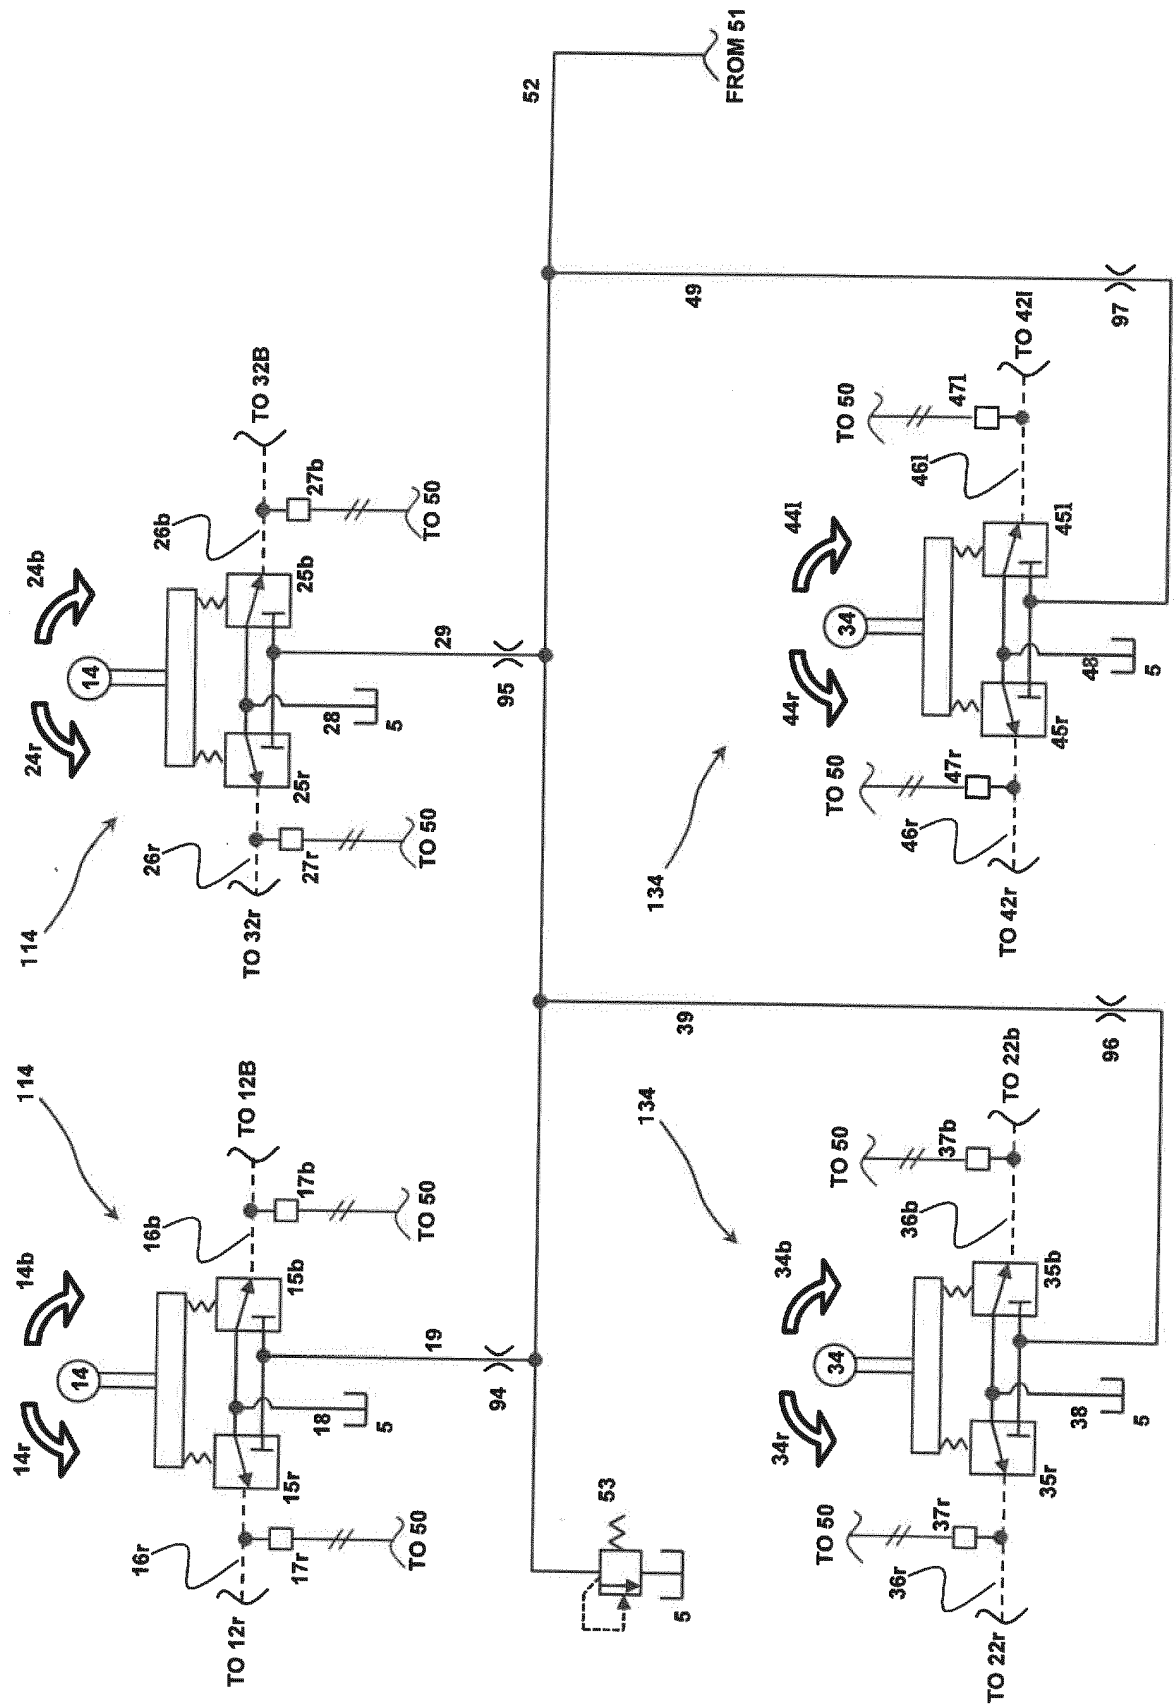 52
FROM 51
114
24r
24b
14
TO 32r
26r
27r
TO 50
25r
28
5
25b
26b
27b
TO 50
TO 32B
29
95
114
14r
14b
14
TO 12r
16r
17r
TO 50
15r
18
5
15b
16b
17b
TO 50
TO 12B
19
94
53
5
39
96
49
97
134
34r
34b
34
TO 22r
36r
37r
TO 50
35r
38
5
35b
36b
37b
TO 50
TO 22b
134
44r
44l
34
TO 42r
46r
47r
TO 50
45r
48
5
45l
46l
47l
TO 50
TO 42l